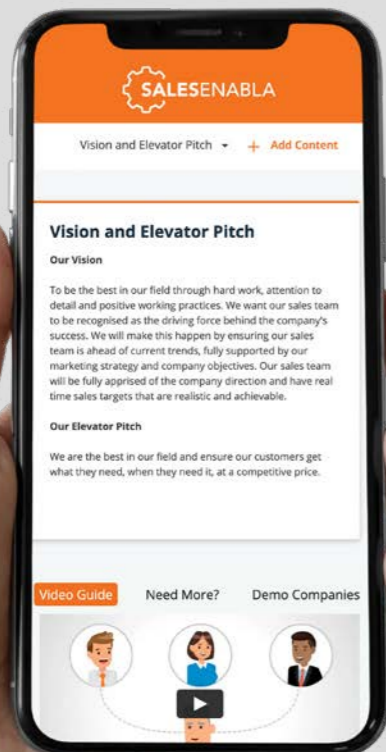 SALESENABLA
Vision and Elevator Pitch
+ Add Content
Vision and Elevator Pitch
Our Vision
To be the best in our field through hard work, attention to
detail and positive working practices. We want our sales team
to be recognised as the driving force behind the company's
success. We will make this happen by ensuring our sales
team is ahead of current trends, fully supported by our
marketing strategy and company objectives. Our sales team
will be fully apprised of the company direction and have real
time sales targets that are realistic and achievable.
Our Elevator Pitch
We are the best in our field and ensure our customers get
what they need, when they need it, at a competitive price.
Video Guide
Need More?
Demo Companies